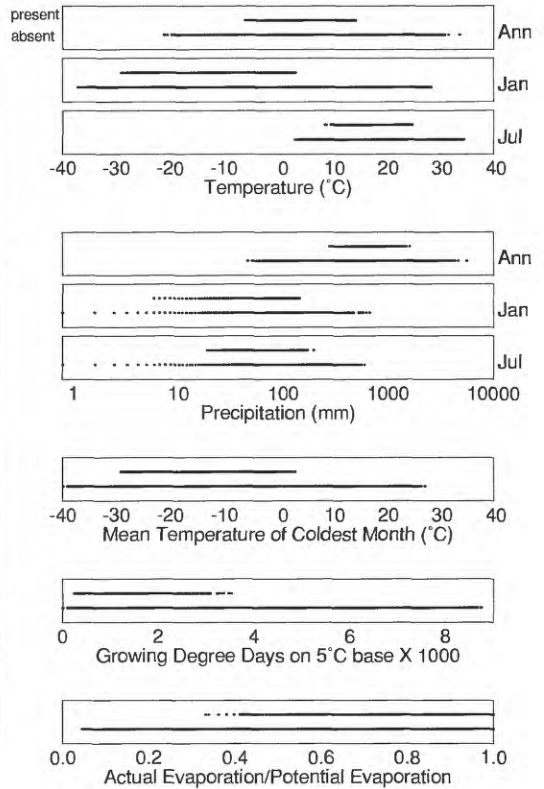 present
absent
Ann
Jan
Jul
-40 -30 -20 -10 0 10 20 30 40
Temperature (˚C)
Ann
Jan
Jul
1 10 100 1000 10000
Precipitation (mm)
-40 -30 -20 -10 0 10 20 30 40
Mean Temperature of Coldest Month (˚C)
0 2 4 6 8
Growing Degree Days on 5˚C base X 1000
0.0 0.2 0.4 0.6 0.8 1.0
Actual Evaporation/Potential Evaporation